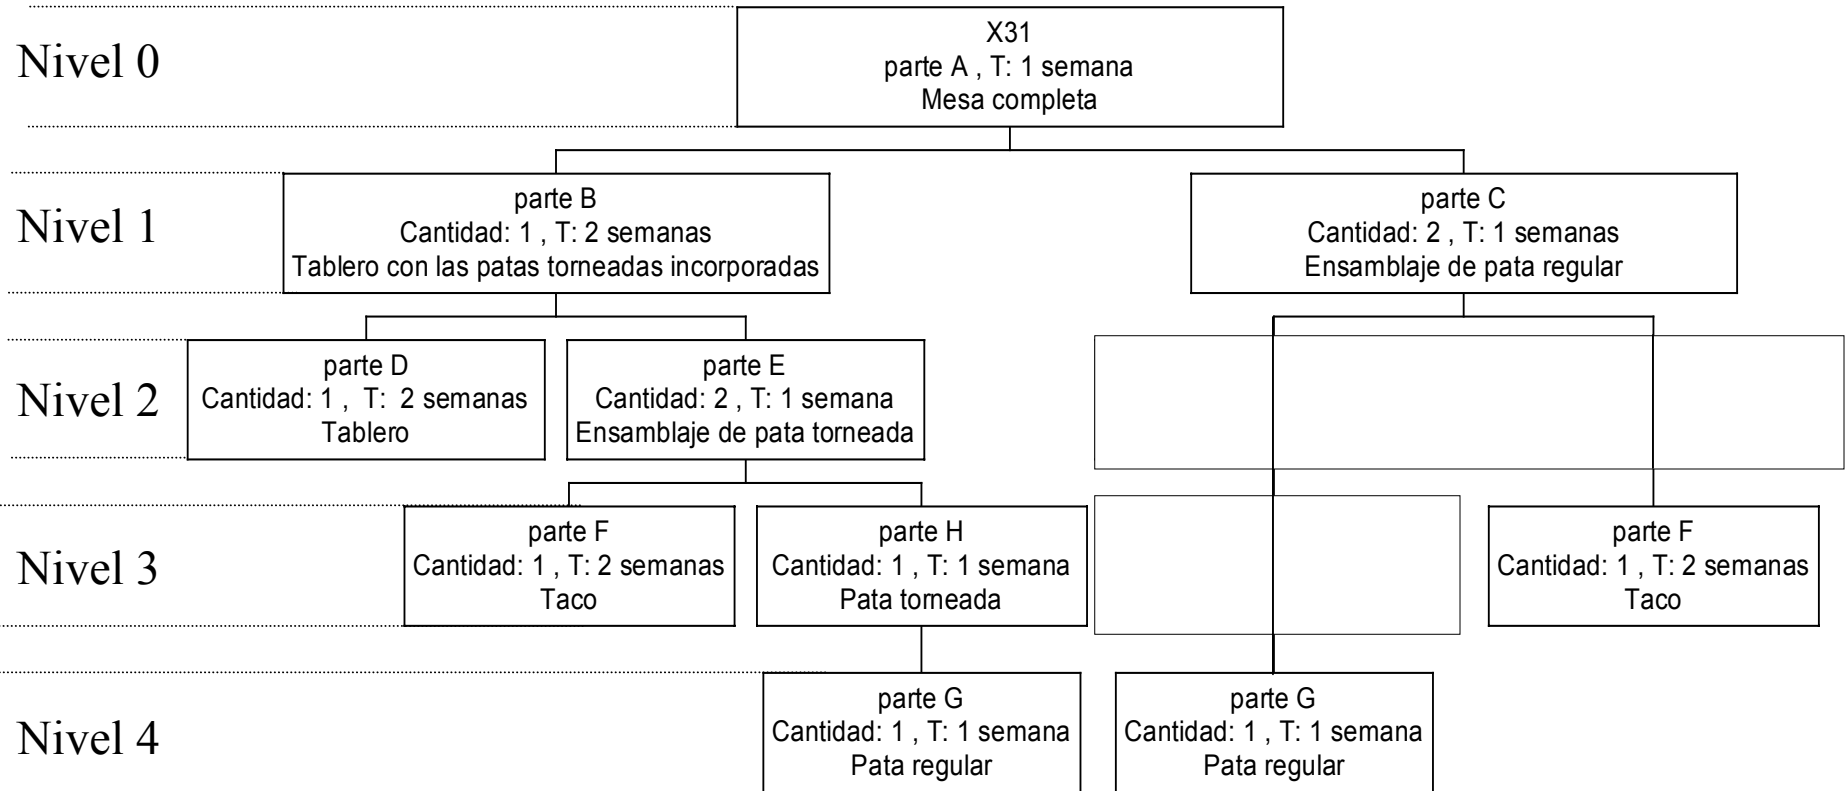 Nivel 0
X31
parte A , T: 1 semana
Mesa completa
Nivel 1
parte B
Cantidad: 1 , T: 2 semanas
Tablero con las patas torneadas incorporadas
parte C
Cantidad: 2 , T: 1 semanas
Ensamblaje de pata regular
Nivel 2
parte D
Cantidad: 1 , T: 2 semanas
Tablero
parte E
Cantidad: 2 , T: 1 semana
Ensamblaje de pata torneada
Nivel 3
parte F
Cantidad: 1 , T: 2 semanas
Taco
parte H
Cantidad: 1 , T: 1 semana
Pata torneada
parte F
Cantidad: 1 , T: 2 semanas
Taco
Nivel 4
parte G
Cantidad: 1 , T: 1 semana
Pata regular
parte G
Cantidad: 1 , T: 1 semana
Pata regular